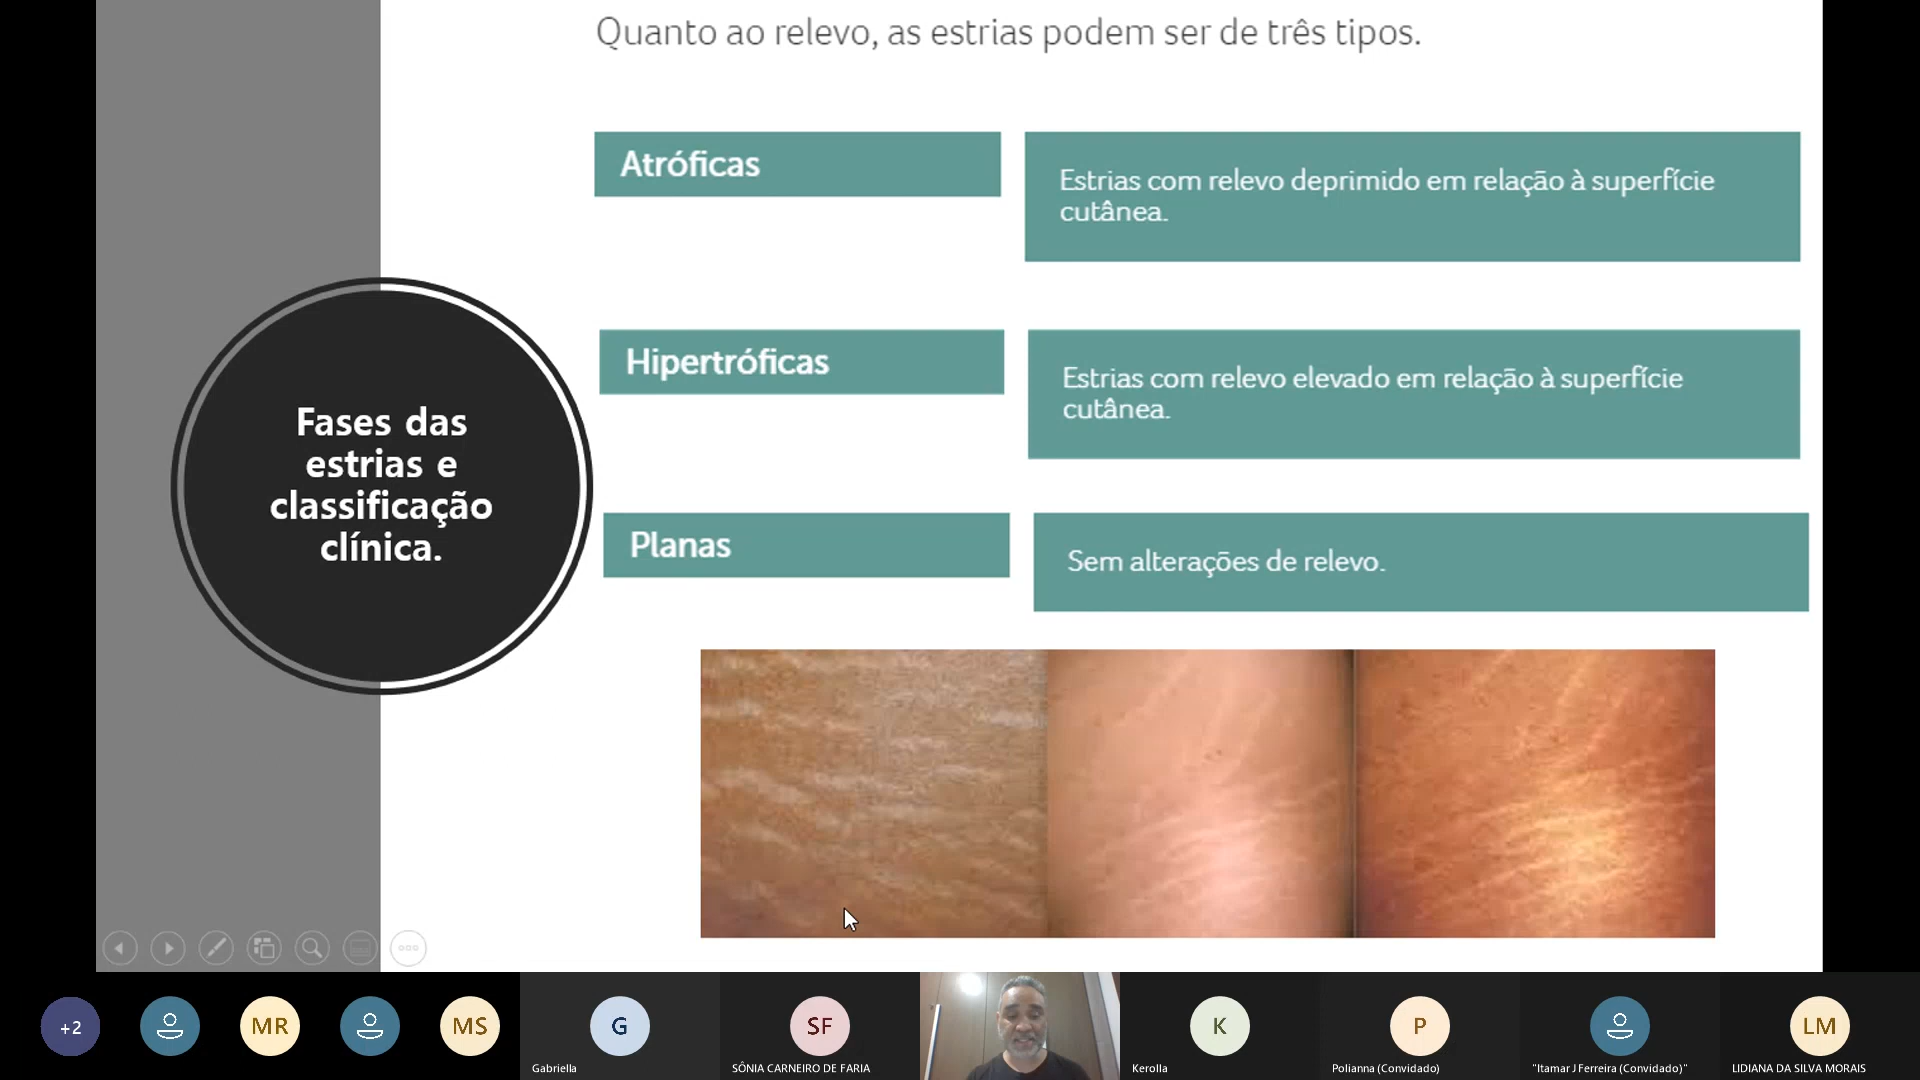 Quanto ao relevo, as estrias podem ser de três tipos.
Atróficas
Estrias com relevo deprimido em relação à superfície
cutânea.
Hipertróficas
Estrias com relevo elevado em relação à superfície
cutânea.
Fases das
estrias e
classificação
clínica.
Planas
Sem alterações de relevo.
+2
MR
MS
G
Gabriella
SF
SÔNIA CARNEIRO DE FARIA
K
Kerolla
P
Polianna (Convidado)
"Itamar J Ferreira (Convidado)"
LM
LIDIANA DA SILVA MORAIS